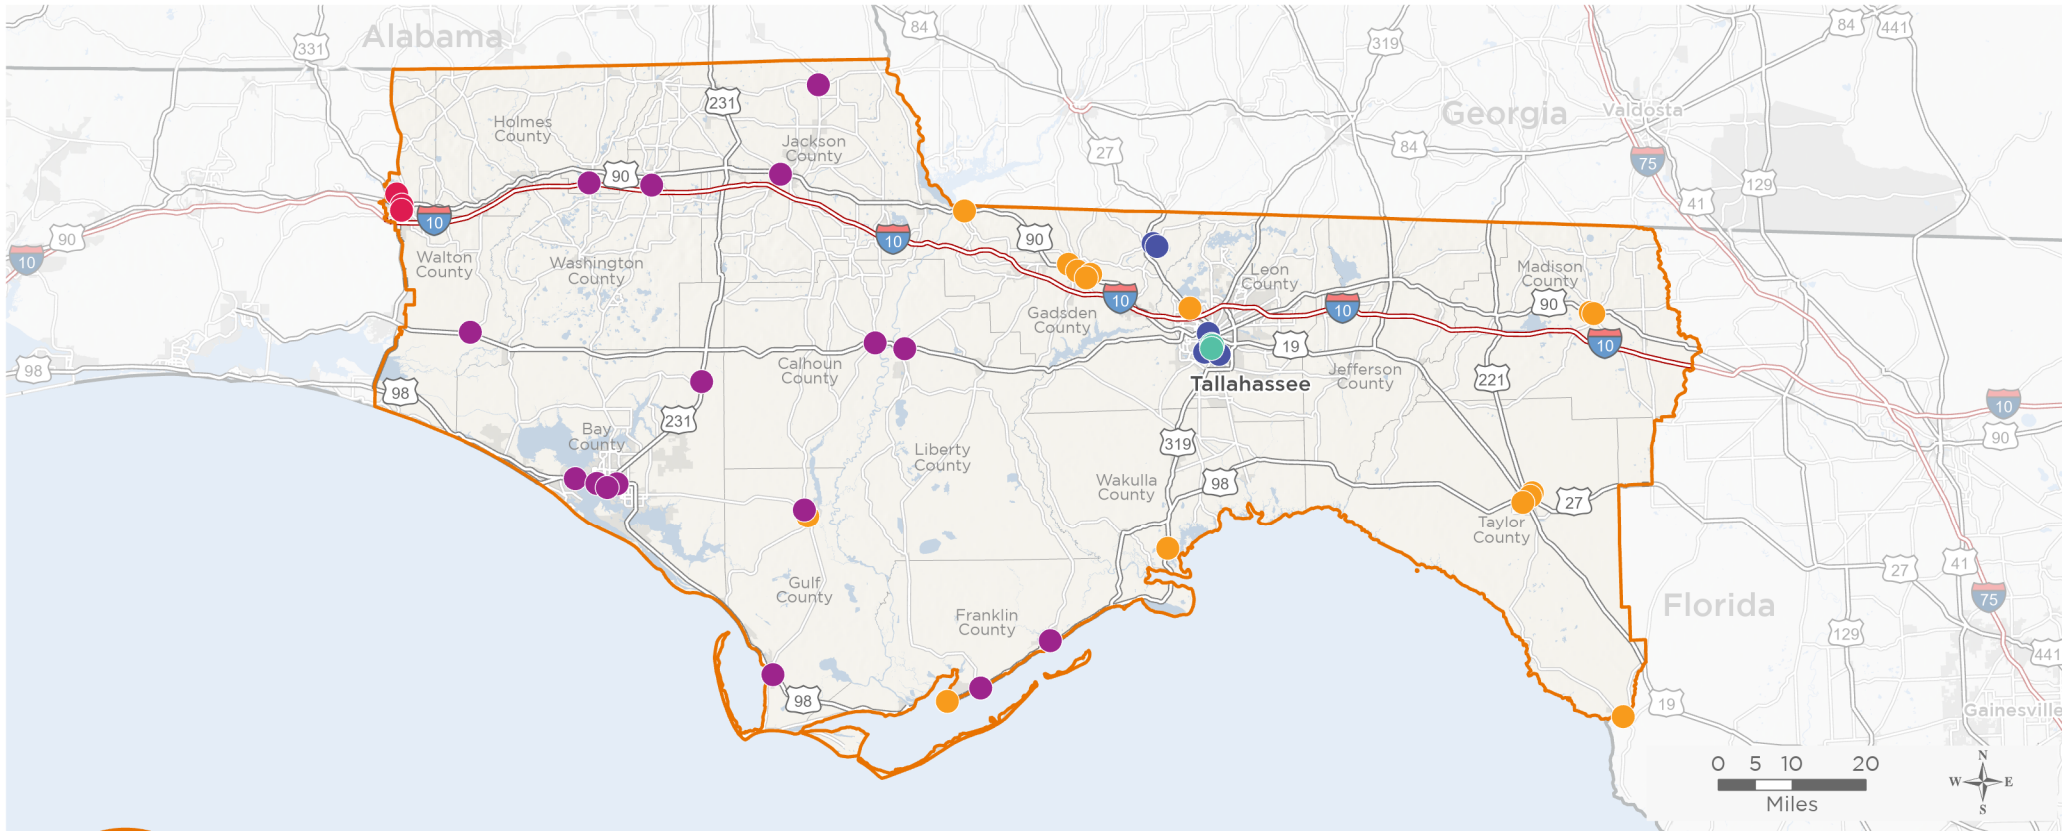 84
84
441
331
Alabama
319
231
Georgia
Valdosta
Holmes
County
Jackson
County
84
27
75
90
129
41
10
90
10
10
90
Walton
County
Washington
County
Leon
County
Madison
County
10
10
90
10
Gadsden
County
10
19
98
Calhoun
County
Jefferson
County
221
Tallahassee
98
10
231
Bay
County
90
319
Liberty
County
Wakulla
County
98
27
Taylor
County
27
41
Gulf
County
75
Franklin
County
Florida
129
441
98
19
Gainesville
0 5 10 20
Miles
N
W E
S